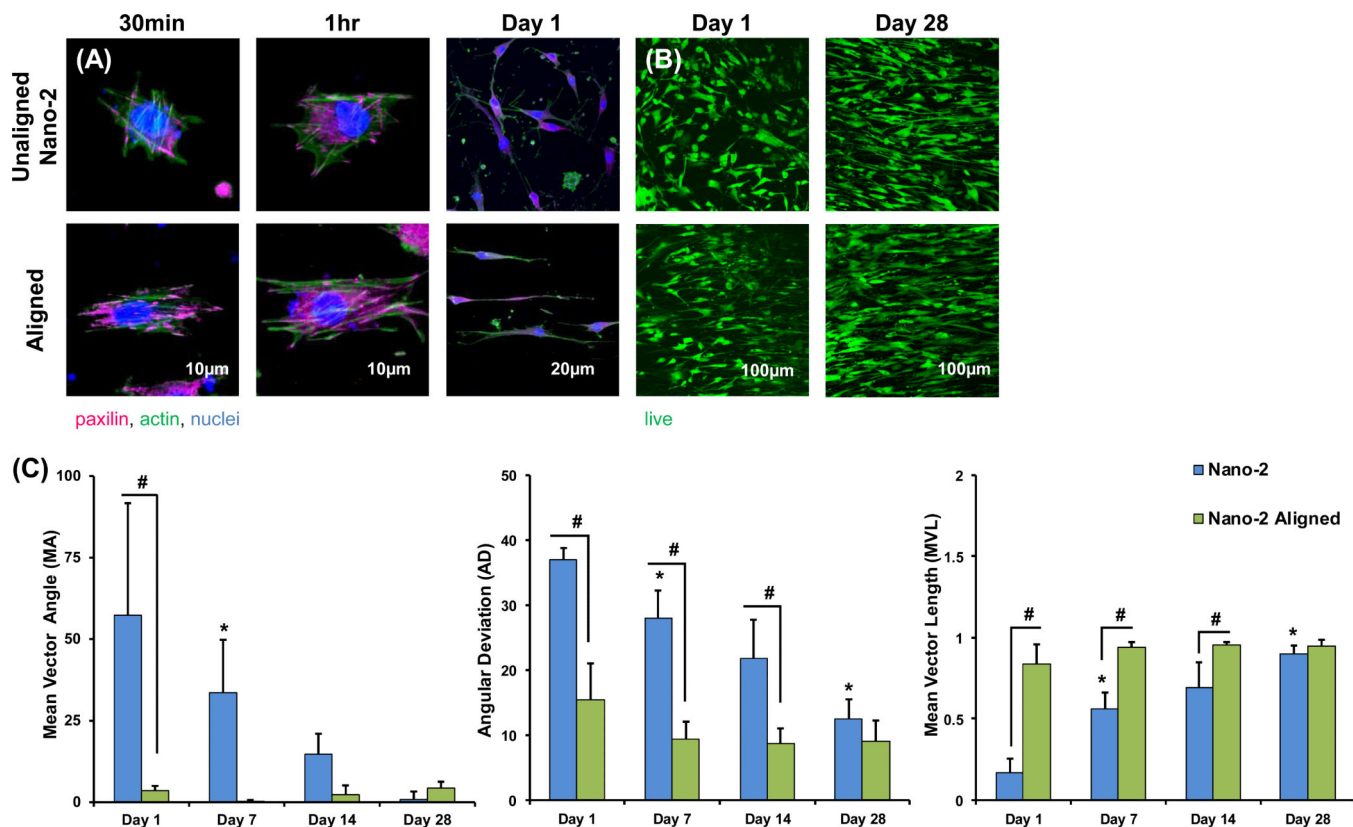 30min 1hr Day 1 Day 1 Day 28
(A) (B)
Unaligned
Nano-2
Aligned
10µm 10µm 20µm 100µm 100µm
paxilin, actin, nuclei live
(C)
Mean Vector Angle (MA)
100
75
50
25
0
#
*
Day 1 Day 7 Day 14 Day 28
Angular Deviation (AD)
50
40
30
20
10
0
# # #
* *
Day 1 Day 7 Day 14 Day 28
Mean Vector Length (MVL)
2
1.5
1
0.5
0
# # #
* *
Day 1 Day 7 Day 14 Day 28
Nano-2
Nano-2 Aligned